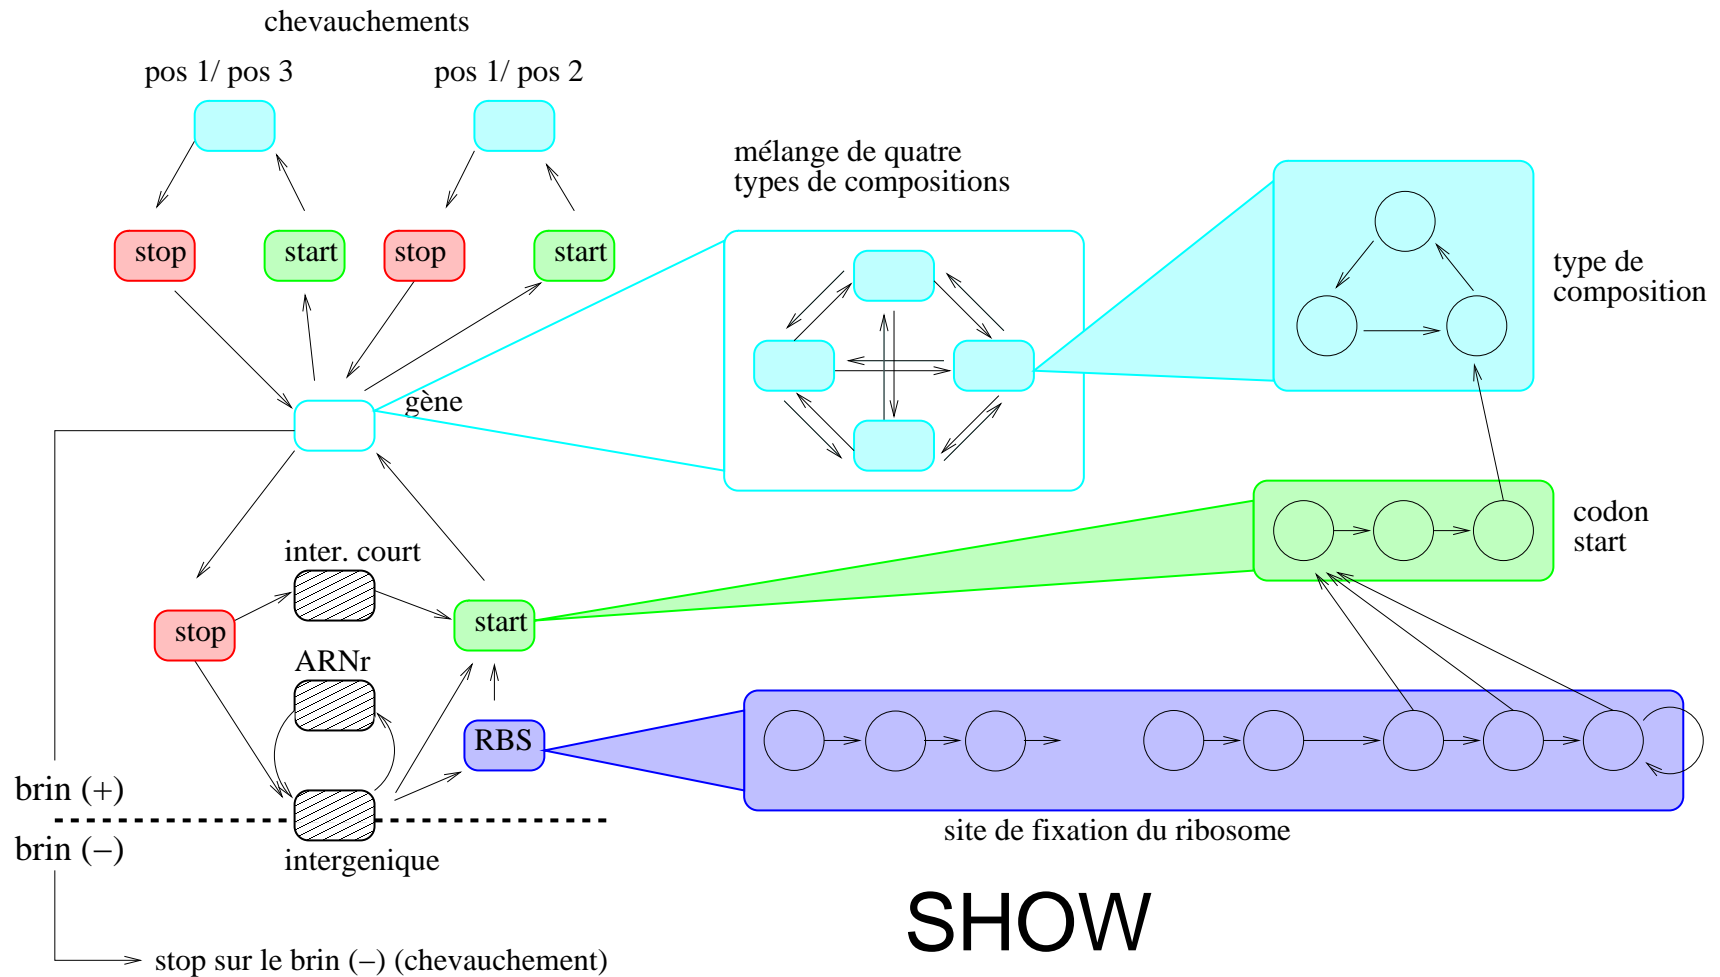 chevauchements
pos 1/ pos 3
pos 1/ pos 2
mélange de quatre
types de compositions
stop
start
stop
start
type de
composition
gène
codon
start
inter. court
stop
start
ARNr
RBS
brin (+)
site de fixation du ribosome
brin (−)
intergenique
SHOW
stop sur le brin (−) (chevauchement)